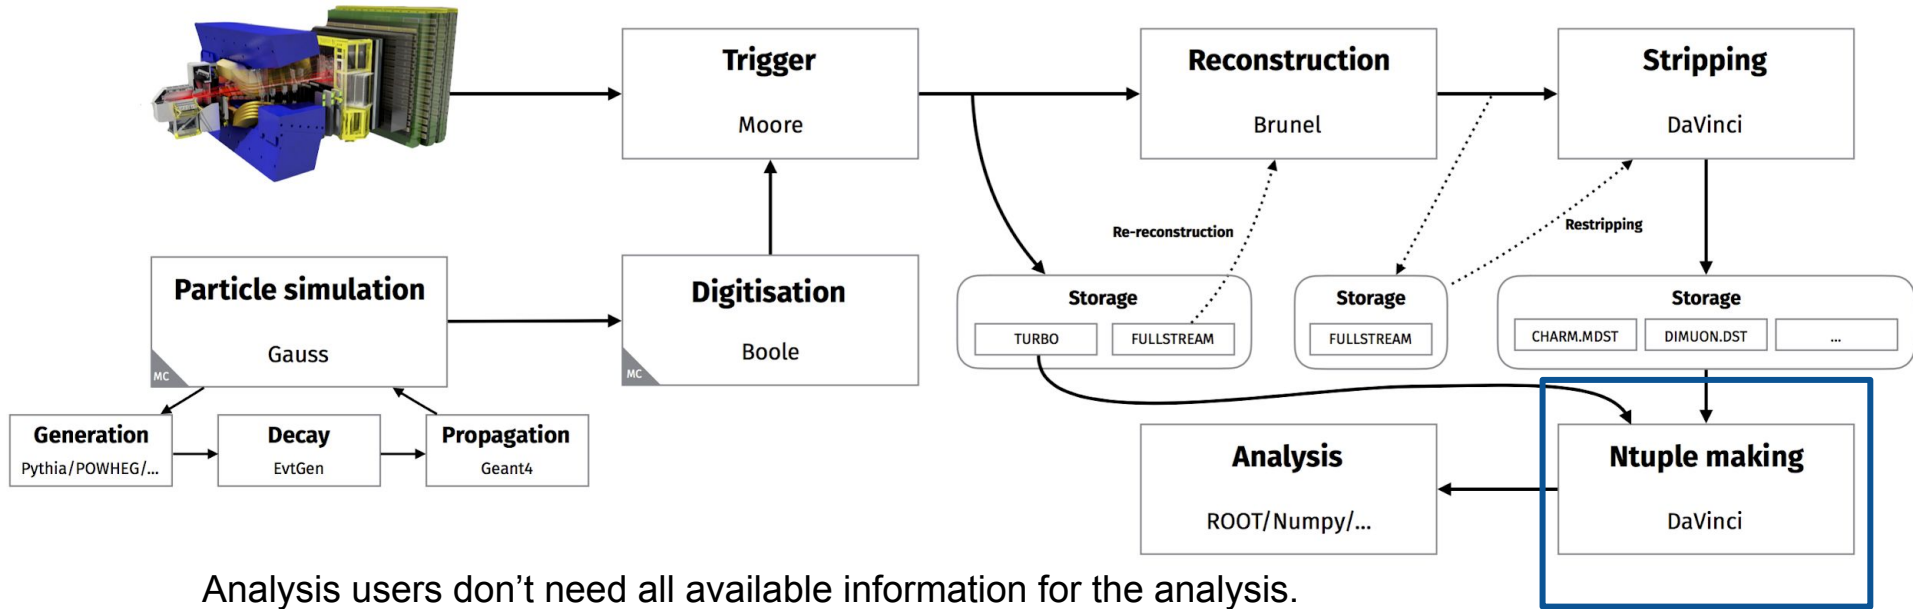 Trigger
Moore
Reconstruction
Brunel
Stripping
DaVinci
Re-reconstruction
Restripping
Particle simulation
Gauss
MC
Digitisation
Boole
MC
Storage
TURBO
FULLSTREAM
Storage
FULLSTREAM
Storage
CHARM.MDST
DIMUON.DST
...
Generation
Pythia/POWHEG/...
Decay
EvtGen
Propagation
Geant4
Analysis
ROOT/Numpy/...
Ntuple making
DaVinci
Analysis users don’t need all available information for the analysis.